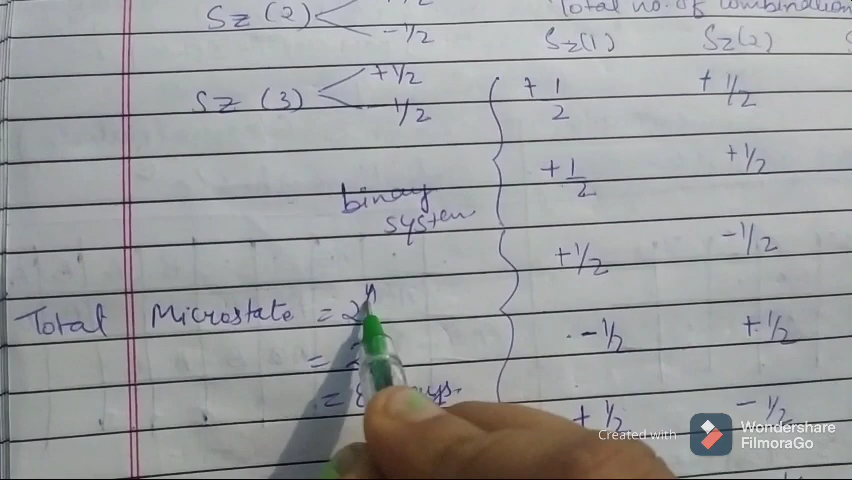 Total no. of combination
Sz (2) -1/2
Sz(1) Sz(2)
Sz (3) +1/2 -1/2
+1/2 +1/2
+1/2 +1/2
binary system
+1/2 -1/2
Total Microstate = 2^n
-1/2 +1/2
= 2
= 8 ways.
+1/2 -1/2
Created with Wondershare FilmoraGo